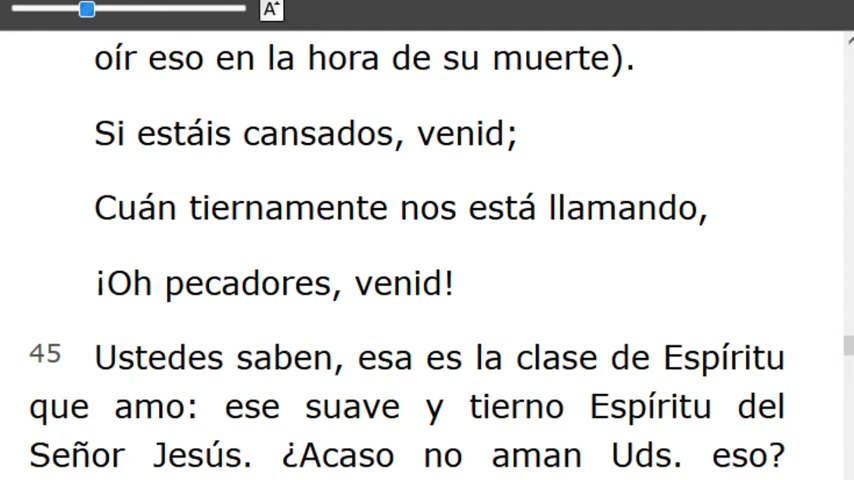 A
oír eso en la hora de su muerte).
Si estáis cansados, venid;
Cuán tiernamente nos está llamando,
¡Oh pecadores, venid!
45 Ustedes saben, esa es la clase de Espíritu
que amo: ese suave y tierno Espíritu del
Señor Jesús. ¿Acaso no aman Uds. eso?